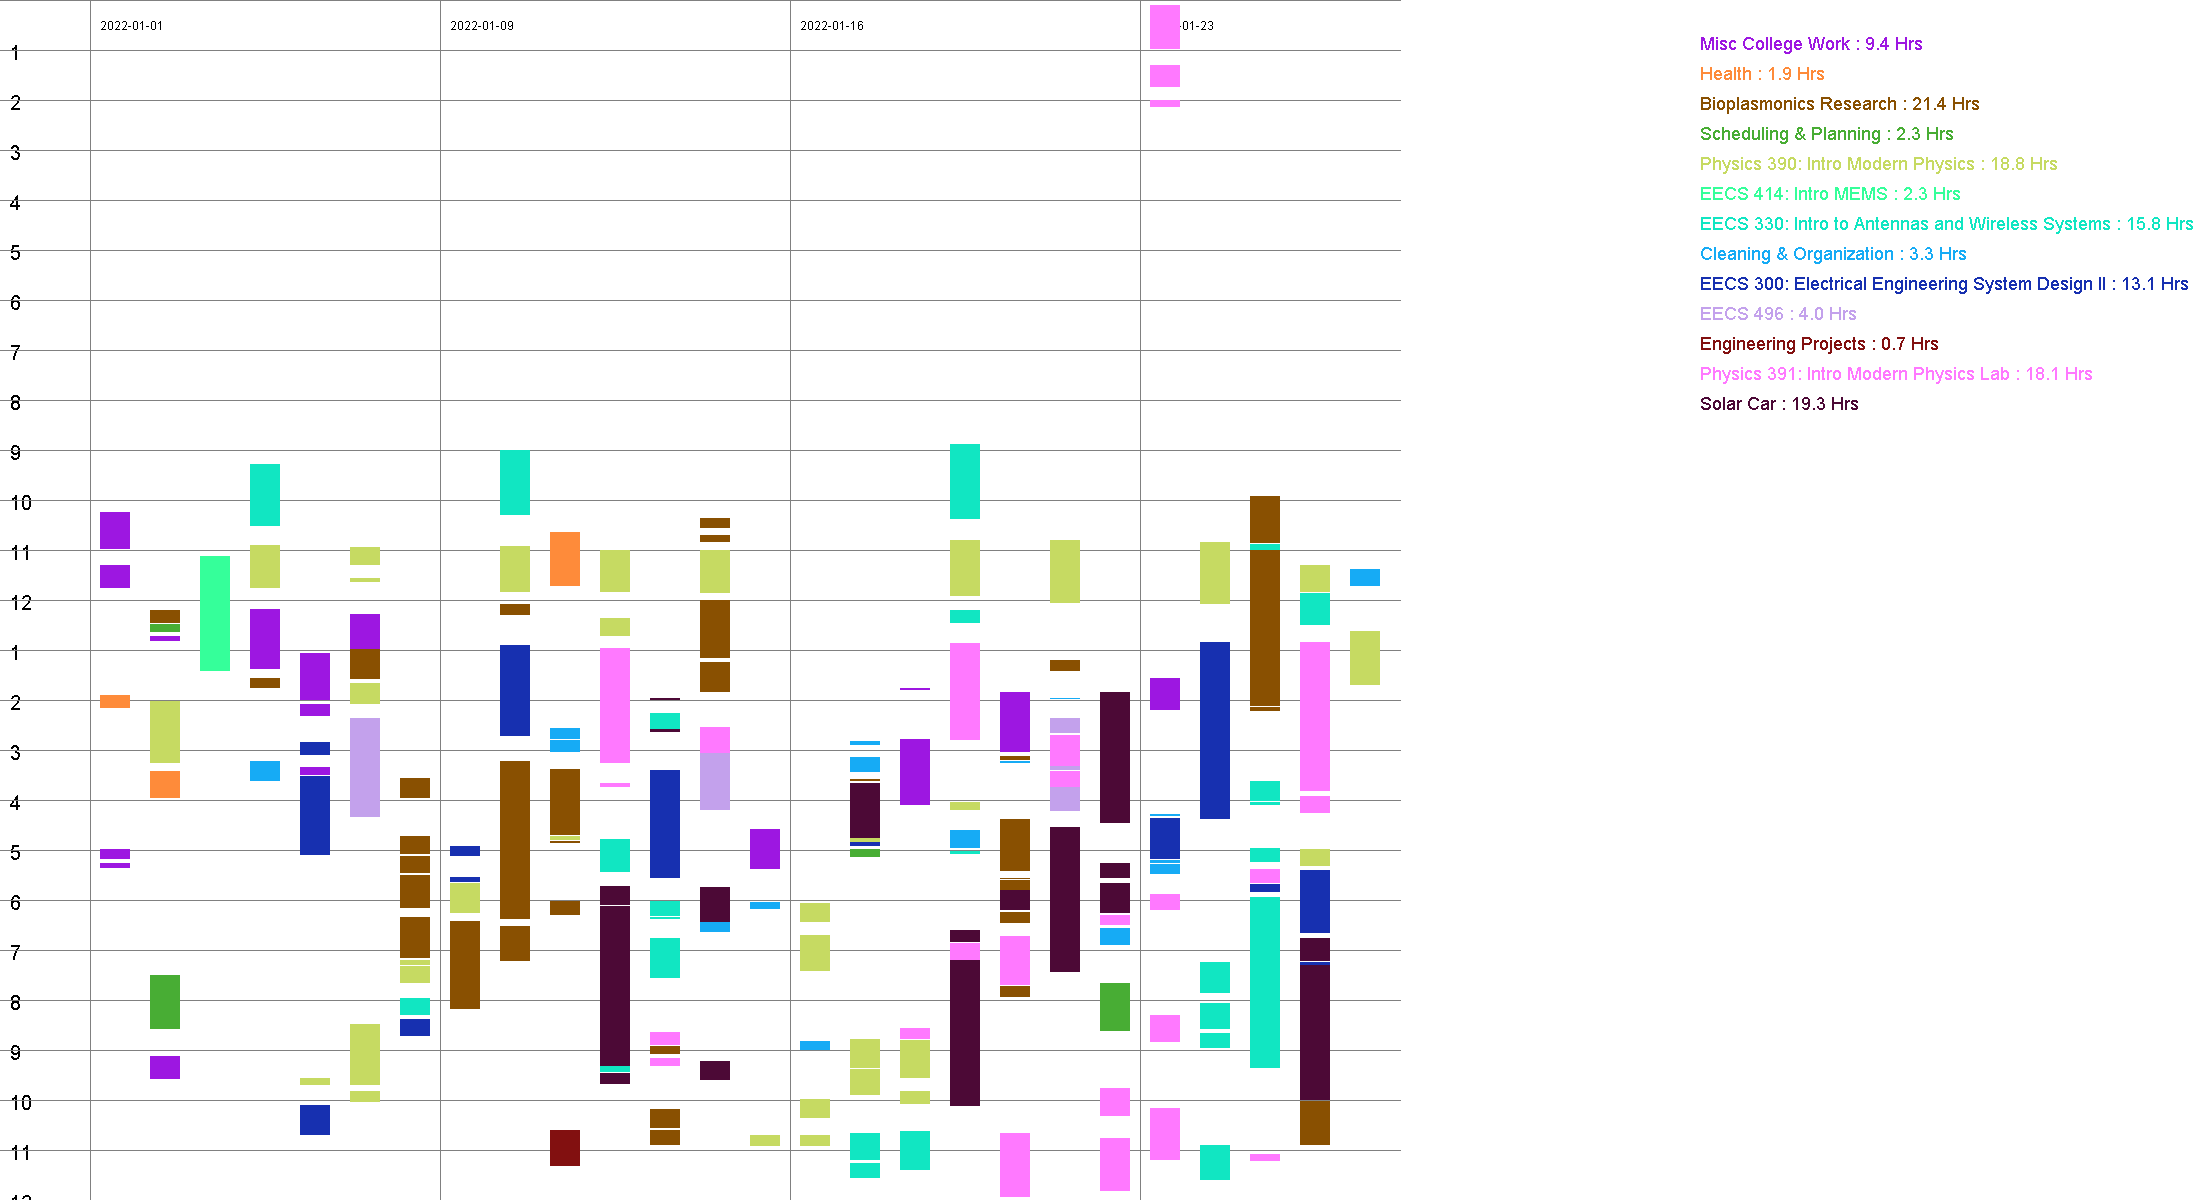 2022-01-01 2022-01-09 2022-01-16 -01-23
1
2
3
4
5
6
7
8
9
10
11
12
1
2
3
4
5
6
7
8
9
10
11
Misc College Work : 9.4 Hrs
Health : 1.9 Hrs
Bioplasmonics Research : 21.4 Hrs
Scheduling & Planning : 2.3 Hrs
Physics 390: Intro Modern Physics : 18.8 Hrs
EECS 414: Intro MEMS : 2.3 Hrs
EECS 330: Intro to Antennas and Wireless Systems : 15.8 Hrs
Cleaning & Organization : 3.3 Hrs
EECS 300: Electrical Engineering System Design II : 13.1 Hrs
EECS 496 : 4.0 Hrs
Engineering Projects : 0.7 Hrs
Physics 391: Intro Modern Physics Lab : 18.1 Hrs
Solar Car : 19.3 Hrs